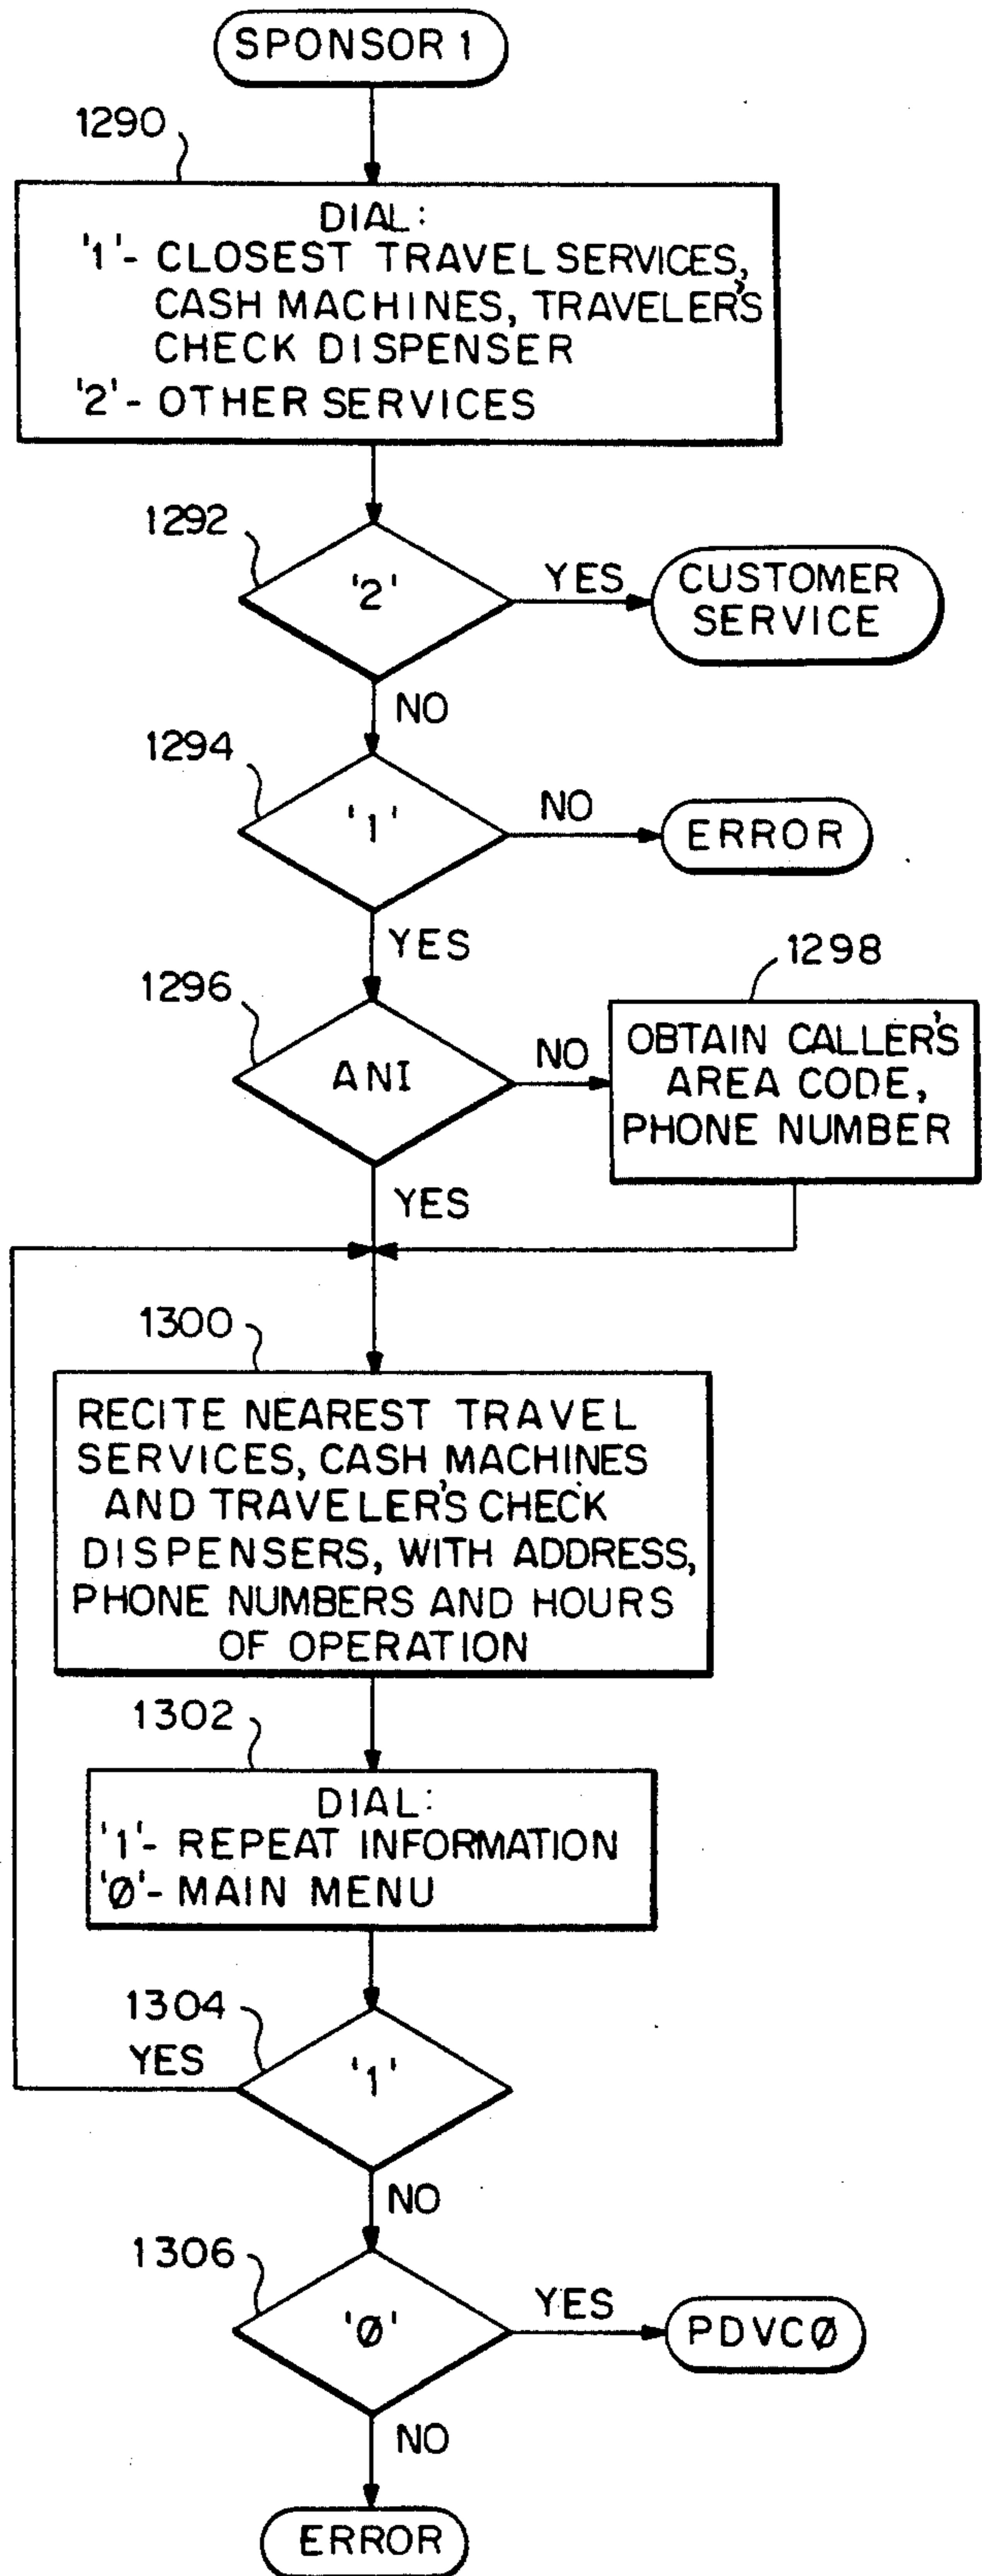 SPONSOR 1
1290
DIAL:
'1'- CLOSEST TRAVEL SERVICES,
CASH MACHINES, TRAVELER'S
CHECK DISPENSER
'2'- OTHER SERVICES
1292
'2'
YES
CUSTOMER
SERVICE
NO
1294
'1'
NO
ERROR
YES
1296
ANI
NO
1298
OBTAIN CALLER'S
AREA CODE,
PHONE NUMBER
YES
1300
RECITE NEAREST TRAVEL
SERVICES, CASH MACHINES
AND TRAVELER'S CHECK
DISPENSERS, WITH ADDRESS,
PHONE NUMBERS AND HOURS
OF OPERATION
1302
DIAL:
'1'- REPEAT INFORMATION
'Ø'- MAIN MENU
1304
YES
'1'
NO
1306
'Ø'
YES
PDVCØ
NO
ERROR